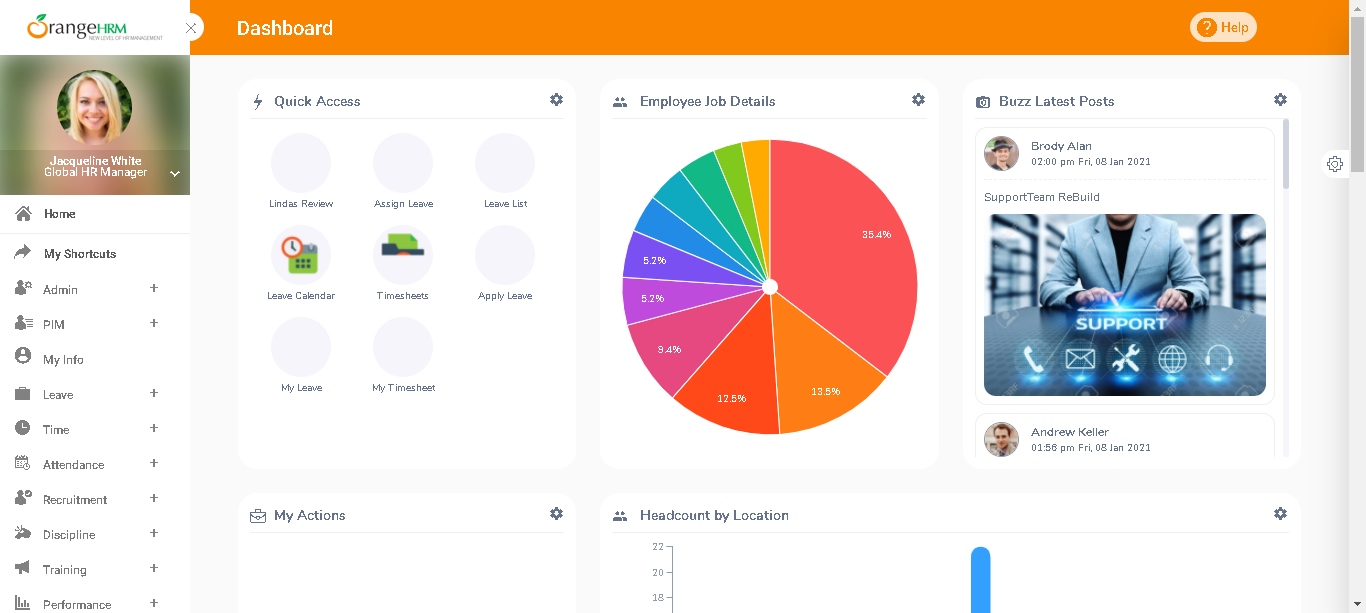 OrangeHRM
NEW LEVEL OF HR MANAGEMENT
Dashboard
? Help
Jacqueline White
Global HR Manager
Home
My Shortcuts
Admin +
PIM +
My Info
Leave +
Time +
Attendance +
Recruitment +
Discipline +
Training +
Performance +
Quick Access
Lindas Review
Assign Leave
Leave List
Leave Calendar
Timesheets
Apply Leave
My Leave
My Timesheet
Employee Job Details
35.4%
13.5%
12.5%
9.4%
5.2%
5.2%
Buzz Latest Posts
Brody Alan
02:00 pm Fri, 08 Jan 2021
SupportTeam ReBuild
SUPPORT
Andrew Keller
01:56 pm Fri, 08 Jan 2021
My Actions
Headcount by Location
22
20
18